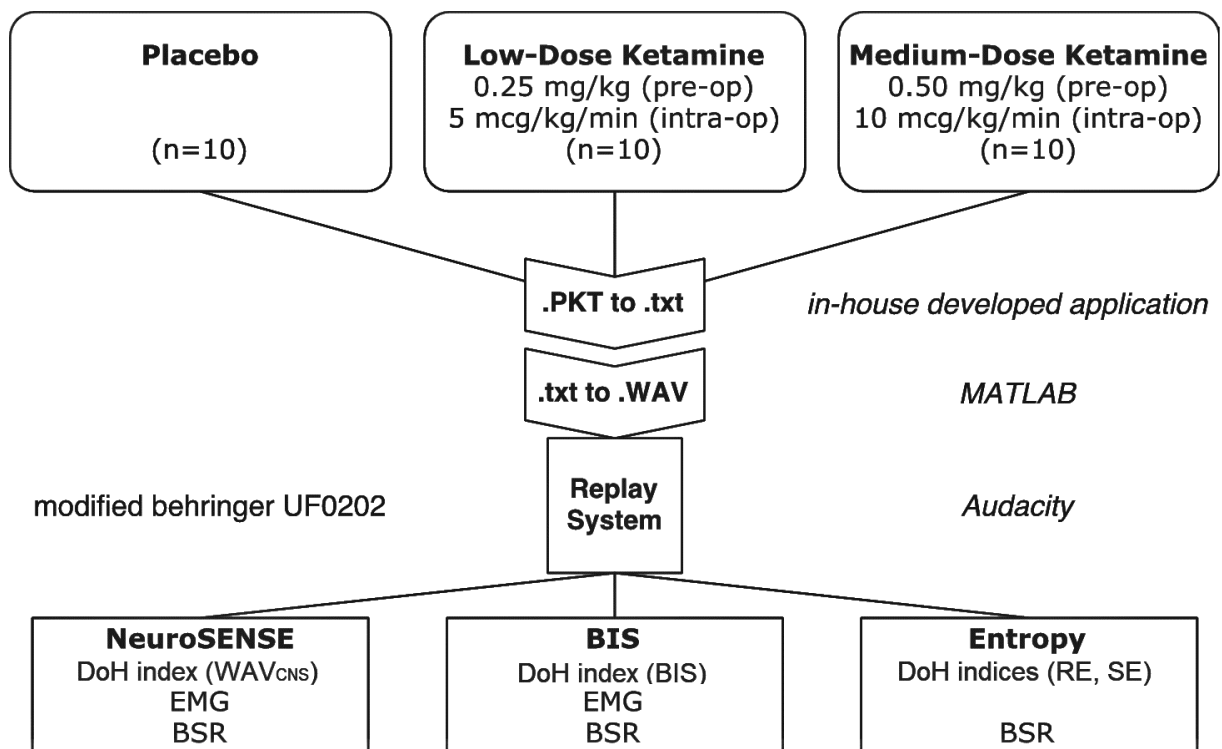 Placebo
(n=10)
Low-Dose Ketamine
0.25 mg/kg (pre-op)
5 mcg/kg/min (intra-op)
(n=10)
Medium-Dose Ketamine
0.50 mg/kg (pre-op)
10 mcg/kg/min (intra-op)
(n=10)
.PKT to .txt
in-house developed application
.txt to .WAV
MATLAB
modified behringer UF0202
Replay
System
Audacity
NeuroSENSE
DoH index (WAVCNS)
EMG
BSR
BIS
DoH index (BIS)
EMG
BSR
Entropy
DoH indices (RE, SE)
BSR